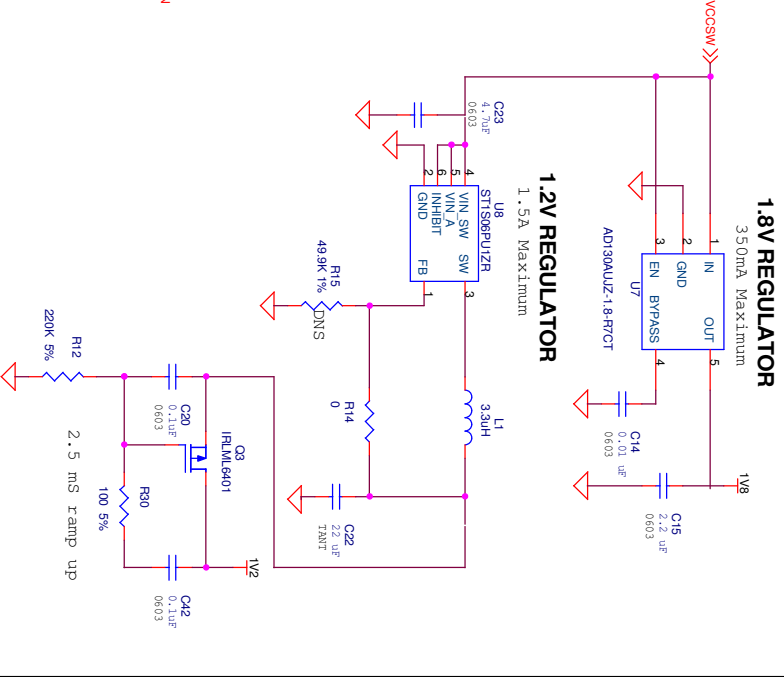 VCCSW
1.8V REGULATOR
350mA Maximum
1
IN
2
GND
3
EN
OUT
5
BYPASS
4
U7
AD130AUJZ-1.8-R7CT
C14
0.01 uF
0603
1V8
C15
2.2 uF
0603
1.2V REGULATOR
1.5A Maximum
C23
4.7uF
0603
U8
ST1S06PU1ZR
4
VIN_SW
5
VIN_A
6
INHIBIT
2
GND
SW
3
FB
1
L1
3.3uH
R15
49.9K 1%
DNS
R14
0
C22
22 uF
TANT
R12
220K 5%
C20
0.1uF
0603
Q3
IRLML6401
R30
100 5%
1V2
C42
0.1uF
0603
2.5 mS ramp up